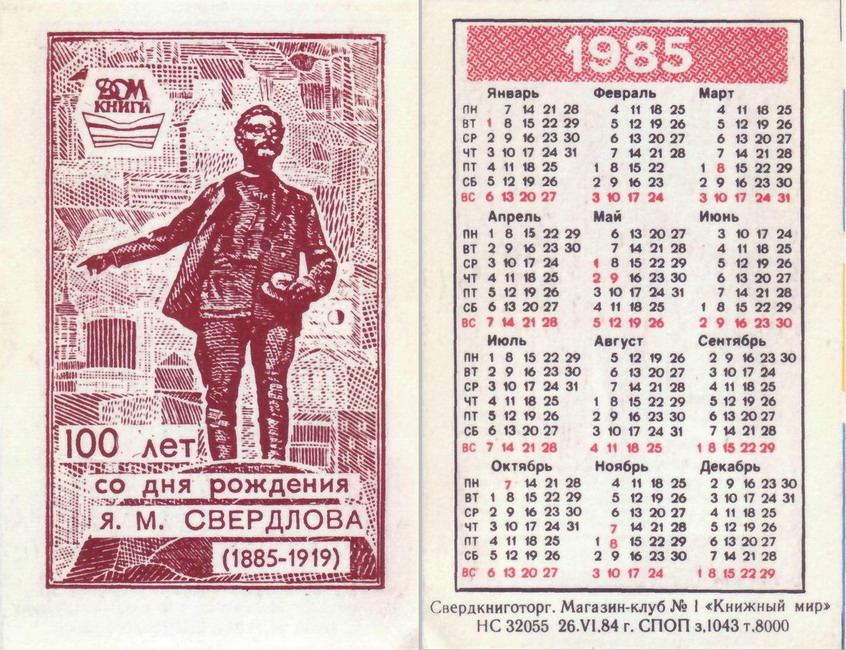 ДОМ
КНИГИ
100 лет
со дня рождения
Я. М. СВЕРДЛОВА
(1885-1919)
1985
Январь Февраль Март
ПН 7 14 21 28 4 11 18 25 4 11 18 25
ВТ 1 8 15 22 29 5 12 19 26 5 12 19 26
СР 2 9 16 23 30 6 13 20 27 6 13 20 27
ЧТ 3 10 17 24 31 7 14 21 28 7 14 21 28
ПТ 4 11 18 25 1 8 15 22 1 8 15 22 29
СБ 5 12 19 26 2 9 16 23 2 9 16 23 30
ВС 6 13 20 27 3 10 17 24 3 10 17 24 31
Апрель Май Июнь
ПН 1 8 15 22 29 6 13 20 27 3 10 17 24
ВТ 2 9 16 23 30 7 14 21 28 4 11 18 25
СР 3 10 17 24 1 8 15 22 29 5 12 19 26
ЧТ 4 11 18 25 2 9 16 23 30 6 13 20 27
ПТ 5 12 19 26 3 10 17 24 31 7 14 21 28
СБ 6 13 20 27 4 11 18 25 1 8 15 22 29
ВС 7 14 21 28 5 12 19 26 2 9 16 23 30
Июль Август Сентябрь
ПН 1 8 15 22 29 5 12 19 26 2 9 16 23 30
ВТ 2 9 16 23 30 6 13 20 27 3 10 17 24
СР 3 10 17 24 31 7 14 21 28 4 11 18 25
ЧТ 4 11 18 25 1 8 15 22 29 5 12 19 26
ПТ 5 12 19 26 2 9 16 23 30 6 13 20 27
СБ 6 13 20 27 3 10 17 24 31 7 14 21 28
ВС 7 14 21 28 4 11 18 25 1 8 15 22 29
Октябрь Ноябрь Декабрь
ПН 7 14 21 28 4 11 18 25 2 9 16 23 30
ВТ 1 8 15 22 29 5 12 19 26 3 10 17 24 31
СР 2 9 16 23 30 6 13 20 27 4 11 18 25
ЧТ 3 10 17 24 31 7 14 21 28 5 12 19 26
ПТ 4 11 18 25 1 8 15 22 29 6 13 20 27
СБ 5 12 19 26 2 9 16 23 30 7 14 21 28
ВС 6 13 20 27 3 10 17 24 1 8 15 22 29
Свердкниготорг. Магазин-клуб № 1 «Книжный мир»
НС 32055 26.VI.84 г. СПОП з.1043 т.8000